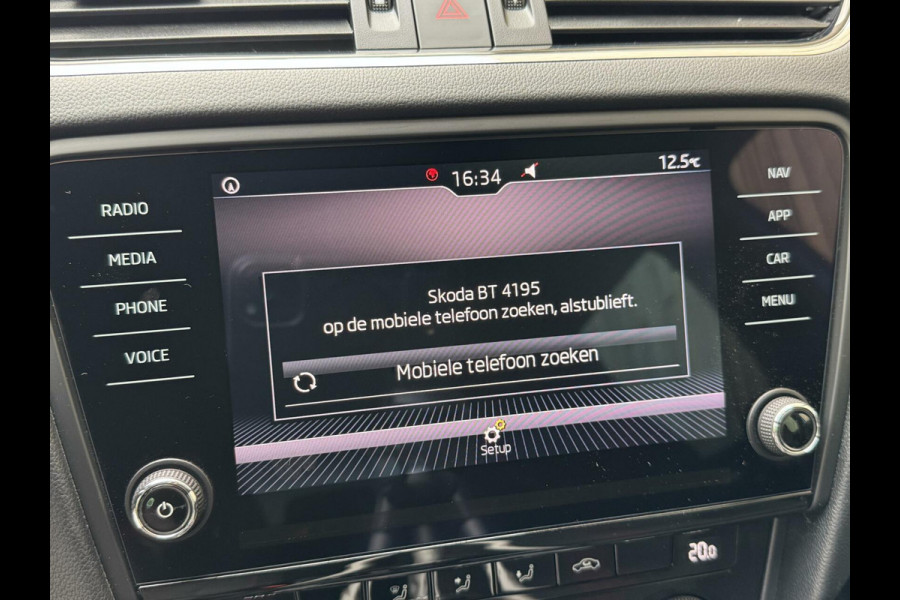 16:34
12.5°C
RADIO
MEDIA
PHONE
VOICE
NAV
APP
CAR
MENU
Skoda BT 4195
op de mobiele telefoon zoeken, alstublieft.
Mobiele telefoon zoeken
Setup
20.0